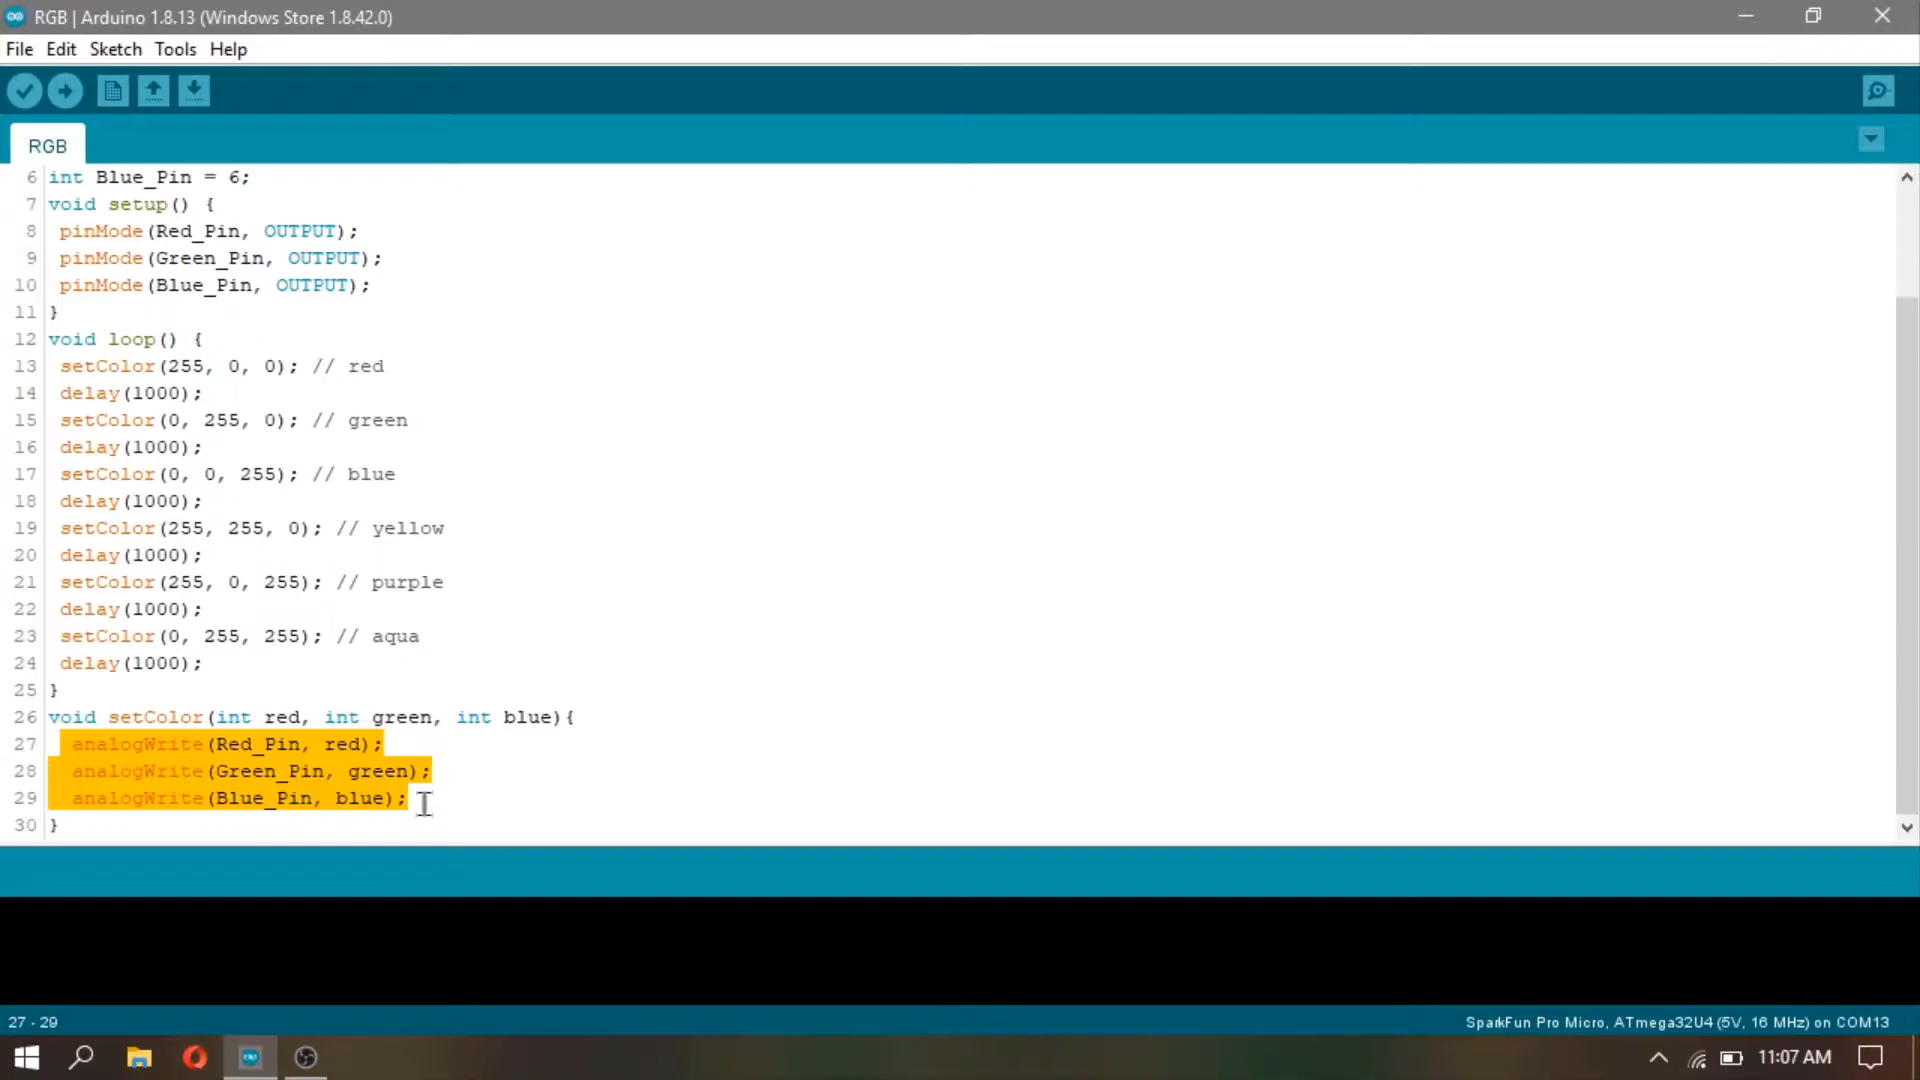 RGB | Arduino 1.8.13 (Windows Store 1.8.42.0)
File Edit Sketch Tools Help
RGB
6 int Blue_Pin = 6;
7 void setup() {
8 pinMode(Red_Pin, OUTPUT);
9 pinMode(Green_Pin, OUTPUT);
10 pinMode(Blue_Pin, OUTPUT);
11 }
12 void loop() {
13 setColor(255, 0, 0); // red
14 delay(1000);
15 setColor(0, 255, 0); // green
16 delay(1000);
17 setColor(0, 0, 255); // blue
18 delay(1000);
19 setColor(255, 255, 0); // yellow
20 delay(1000);
21 setColor(255, 0, 255); // purple
22 delay(1000);
23 setColor(0, 255, 255); // aqua
24 delay(1000);
25 }
26 void setColor(int red, int green, int blue){
27 analogWrite(Red_Pin, red);
28 analogWrite(Green_Pin, green);
29 analogWrite(Blue_Pin, blue);
30 }
27 - 29
SparkFun Pro Micro, ATmega32U4 (5V, 16 MHz) on COM13
11:07 AM